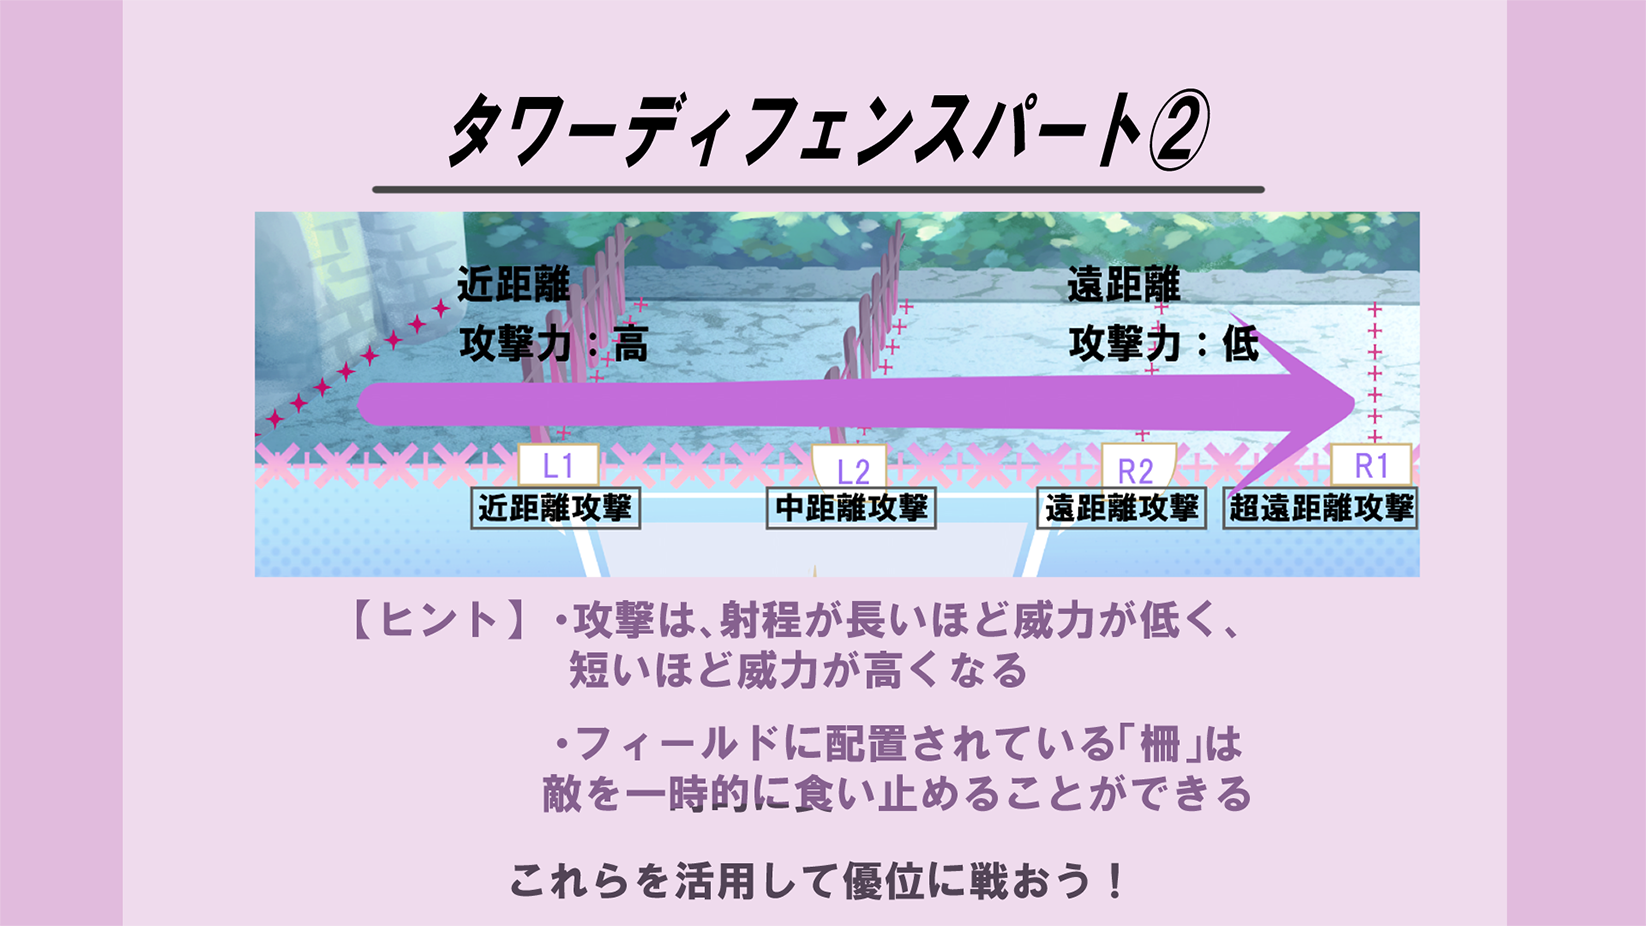 タワーディフェンスパート②
近距離
攻撃力：高
遠距離
攻撃力：低
L1
L2
R2
R1
近距離攻撃
中距離攻撃
遠距離攻撃
超遠距離攻撃
【ヒント】・攻撃は、射程が長いほど威力が低く、
短いほど威力が高くなる
・フィールドに配置されている「柵」は
敵を一時的に食い止めることができる
これらを活用して優位に戦おう！